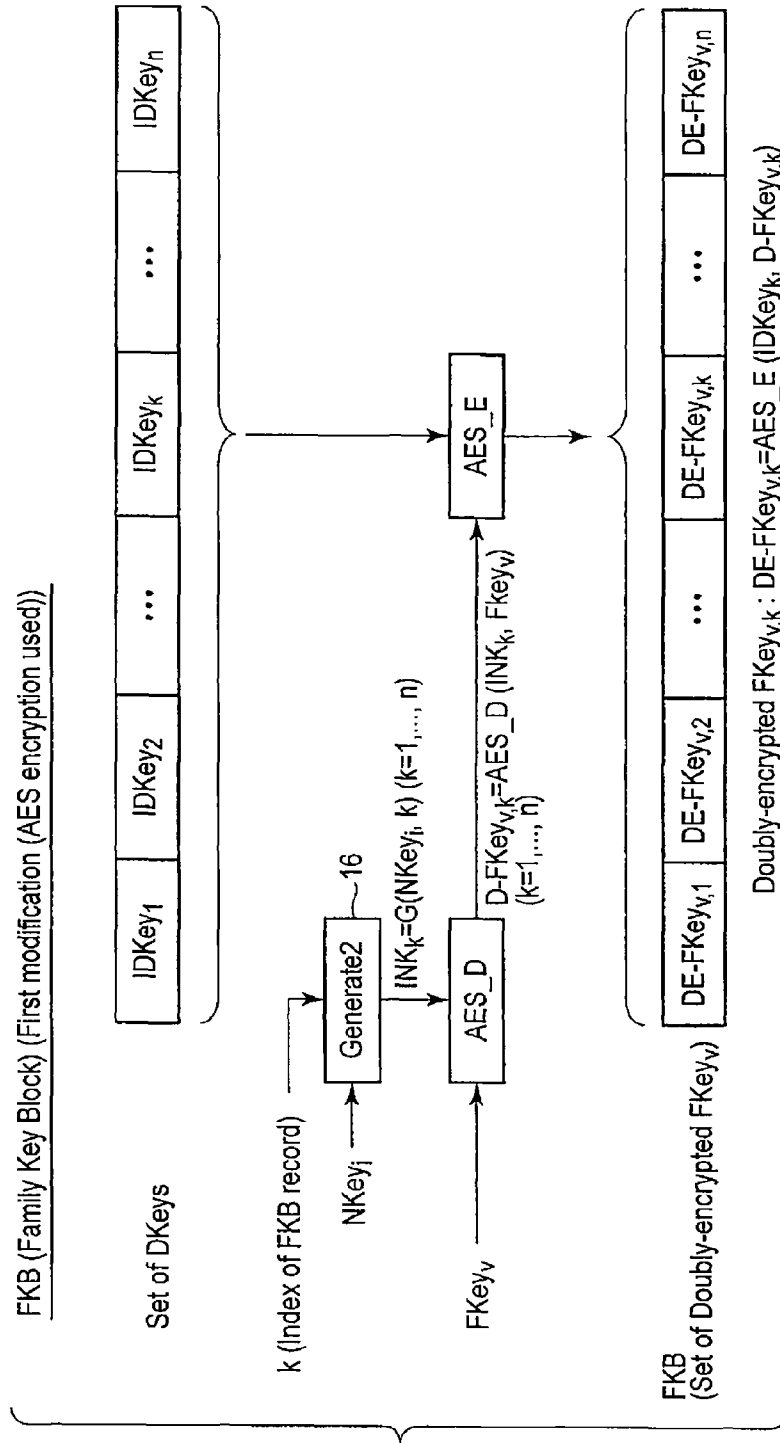 FKB (Family Key Block) (First modification (AES encryption used))
Set of DKeys
IDKey1 IDKey2 ... IDKeyk ... IDKeyn
k (Index of FKB record)
NKeyi
Generate2
16
INKk=G(NKeyi, k) (k=1,..., n)
FKeyv
AES_D
D-FKeyv,k=AES_D (INKk, Fkeyv)
(k=1,..., n)
AES_E
FKB
(Set of Doubly-encrypted FKeyv)
DE-FKeyv,1 DE-FKeyv,2 ... DE-FKeyv,k ... DE-FKeyv,n
Doubly-encrypted FKeyv,k : DE-FKeyv,k=AES_E (IDKeyk, D-FKeyv,k)